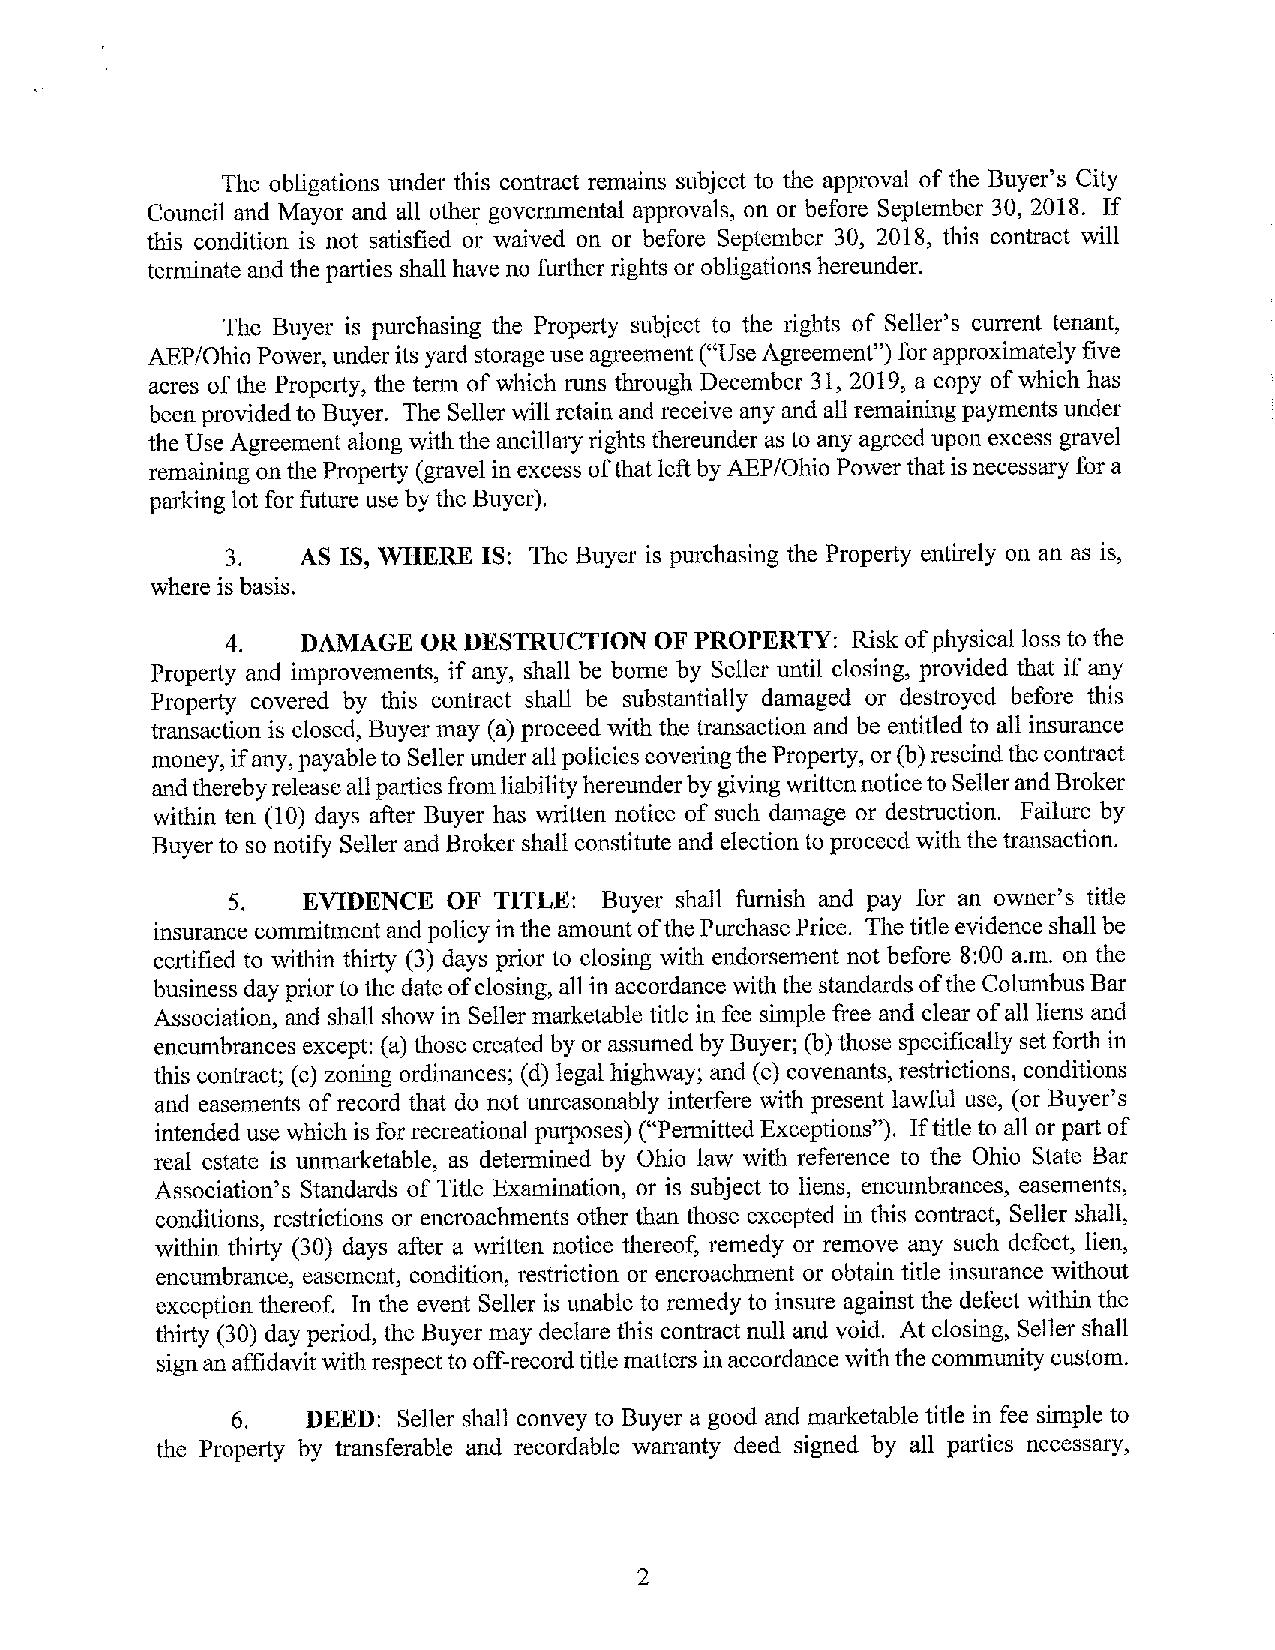 The obligations under this contract remains subject to the approval of the Buyer's City
Council and Mayor and all other governmental approvals, on or before September 30, 2018. If
this condition is not satisfied or waived on or before September 30, 2018, this contract will
terminate and the parties shall have no further rights or obligations hereunder.
The Buyer is purchasing the Property subject to the rights of Seller's current tenant,
AEP/Ohio Power, under its yard storage use agreement ("Use Agreement") for approximately five
acres of the Property, the term of which runs through December 31, 2019, a copy of which has
been provided to Buyer. The Seller will retain and receive any and all remaining payments under
the Use Agreement along with the ancillary rights thereunder as to any agreed upon excess gravel
remaining on the Property (gravel in excess of that left by AEP/Ohio Power that is necessary for a
parking lot for future use by the Buyer).
3. AS IS, WHERE IS: The Buyer is purchasing the Property entirely on an as is,
where is basis.
4. DAMAGE OR DESTRUCTION OF PROPERTY: Risk of physical loss to the
Property and improvements, if any, shall be borne by Seller until closing, provided that if any
Property covered by this contract shall be substantially damaged or destroyed before this
transaction is closed, Buyer may (a) proceed with the transaction and be entitled to all insurance
money, if any, payable to Seller under all policies covering the Property, or (b) rescind the contract
and thereby release all parties from liability hereunder by giving written notice to Seller and Broker
within ten (10) days after Buyer has written notice of such damage or destruction. Failure by
Buyer to so notify Seller and Broker shall constitute and election to proceed with the transaction.
5. EVIDENCE OF TITLE: Buyer shall furnish and pay for an owner's title
insurance commitment and policy in the amount of the Purchase Price. The title evidence shall be
certified to within thirty (3) days prior to closing with endorsement not before 8:00 a.m. on the
business day prior to the date of closing, all in accordance with the standards of the Columbus Bar
Association, and shall show in Seller marketable title in fee simple free and clear of all liens and
encumbrances except: (a) those created by or assumed by Buyer; (b) those specifically set forth in
this contract; (c) zoning ordinances; (d) legal highway; and (e) covenants, restrictions, conditions
and easements of record that do not unreasonably interfere with present lawful use, (or Buyer's
intended use which is for recreational purposes) ("Permitted Exceptions"). If title to all or part of
real estate is unmarketable, as determined by Ohio law with reference to the Ohio State Bar
Association's Standards of Title Examination, or is subject to liens, encumbrances, easements,
conditions, restrictions or encroachments other than those excepted in this contract, Seller shall,
within thirty (30) days after a written notice thereof, remedy or remove any such defect, lien,
encumbrance, easement, condition, restriction or encroachment or obtain title insurance without
exception thereof. In the event Seller is unable to remedy to insure against the defect within the
thirty (30) day period, the Buyer may declare this contract null and void. At closing, Seller shall
sign an affidavit with respect to off-record title matters in accordance with the community custom.
6. DEED: Seller shall convey to Buyer a good and marketable title in fee simple to
the Property by transferable and recordable warranty deed signed by all parties necessary,
2